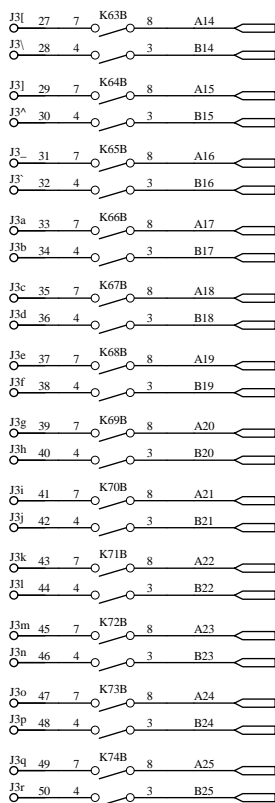 J3[ 27 7 K63B 8 A14
J3\ 28 4 3 B14
J3] 29 7 K64B 8 A15
J3^ 30 4 3 B15
J3_ 31 7 K65B 8 A16
J3` 32 4 3 B16
J3a 33 7 K66B 8 A17
J3b 34 4 3 B17
J3c 35 7 K67B 8 A18
J3d 36 4 3 B18
J3e 37 7 K68B 8 A19
J3f 38 4 3 B19
J3g 39 7 K69B 8 A20
J3h 40 4 3 B20
J3i 41 7 K70B 8 A21
J3j 42 4 3 B21
J3k 43 7 K71B 8 A22
J3l 44 4 3 B22
J3m 45 7 K72B 8 A23
J3n 46 4 3 B23
J3o 47 7 K73B 8 A24
J3p 48 4 3 B24
J3q 49 7 K74B 8 A25
J3r 50 4 3 B25